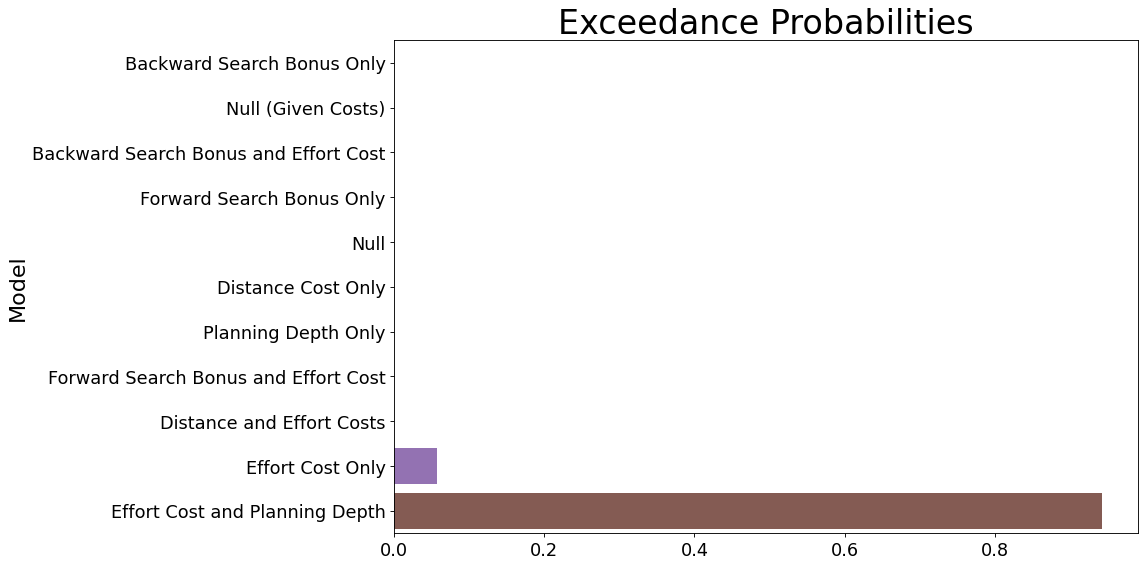 Exceedance Probabilities
Backward Search Bonus Only
Null (Given Costs)
Backward Search Bonus and Effort Cost
Forward Search Bonus Only
Null
Distance Cost Only
Planning Depth Only
Forward Search Bonus and Effort Cost
Distance and Effort Costs
Effort Cost Only
Effort Cost and Planning Depth
Model
0.0 0.2 0.4 0.6 0.8